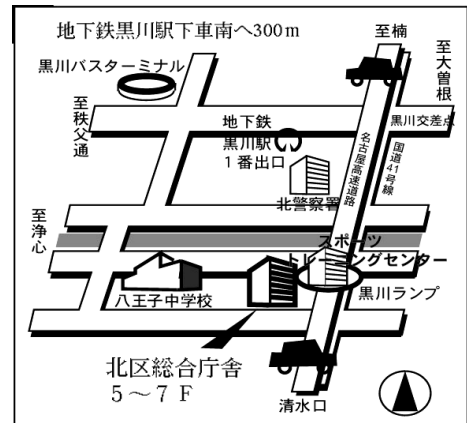 地下鉄黒川駅下車南へ300m
至楠
至大曽根
黒川バスターミナル
至秩父通
地下鉄
黒川駅
1番出口
黒川交差点
名古屋高速道路
国道41号線
北警察署
至浄心
スポーツ
トレーニングセンター
八王子中学校
黒川ランプ
北区総合庁舎
5～7F
清水口